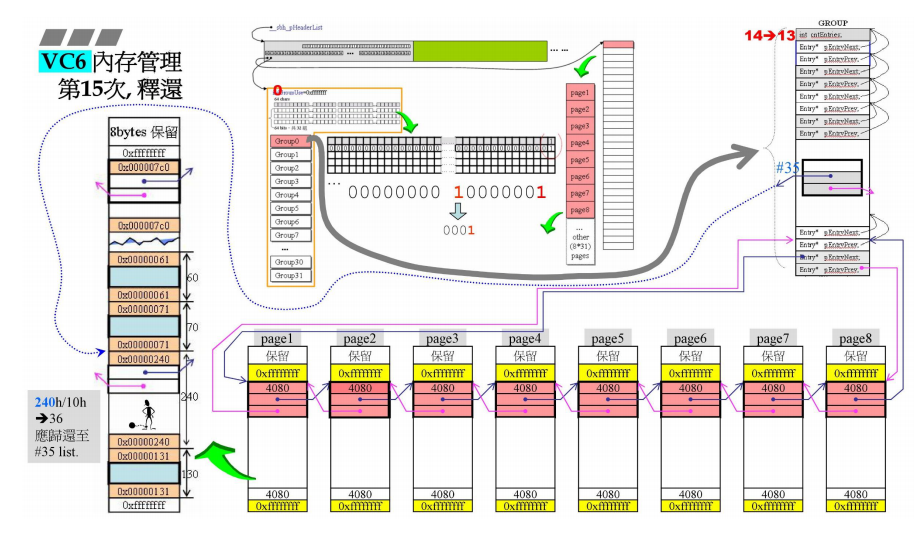 VC6 內存管理
第15次, 釋還
8bytes 保留
0xffffffff
0x000007c0
0x000007c0
0x00000061
60
0x00000061
0x00000071
70
0x00000071
0x00000240
240
0x00000240
0x00000131
130
0x00000131
0xffffffff
240h/10h
➔36
應歸還至
#35 list.
__sbh_pHeaderList
... ...
0
64 bits
Group0
Group1
Group2
Group3
Group4
Group5
Group6
Group7
...
Group30
Group31
...
00000000 10000001
0001
page1
page2
page3
page4
page5
page6
page7
page8
...
other
(8*31)
pages
GROUP
14➔13
int cntEntries;
Entry* pEntryNext;
Entry* pEntryPrev;
Entry* pEntryNext;
Entry* pEntryPrev;
Entry* pEntryNext;
Entry* pEntryPrev;
Entry* pEntryNext;
Entry* pEntryPrev;
#35
Entry* pEntryNext;
Entry* pEntryPrev;
Entry* pEntryNext;
Entry* pEntryPrev;
page1 page2 page3 page4 page5 page6 page7 page8
保留 保留 保留 保留 保留 保留 保留 保留
0xffffffff 0xffffffff 0xffffffff 0xffffffff 0xffffffff 0xffffffff 0xffffffff 0xffffffff
4080 4080 4080 4080 4080 4080 4080 4080
4080 4080 4080 4080 4080 4080 4080 4080
0xffffffff 0xffffffff 0xffffffff 0xffffffff 0xffffffff 0xffffffff 0xffffffff 0xffffffff